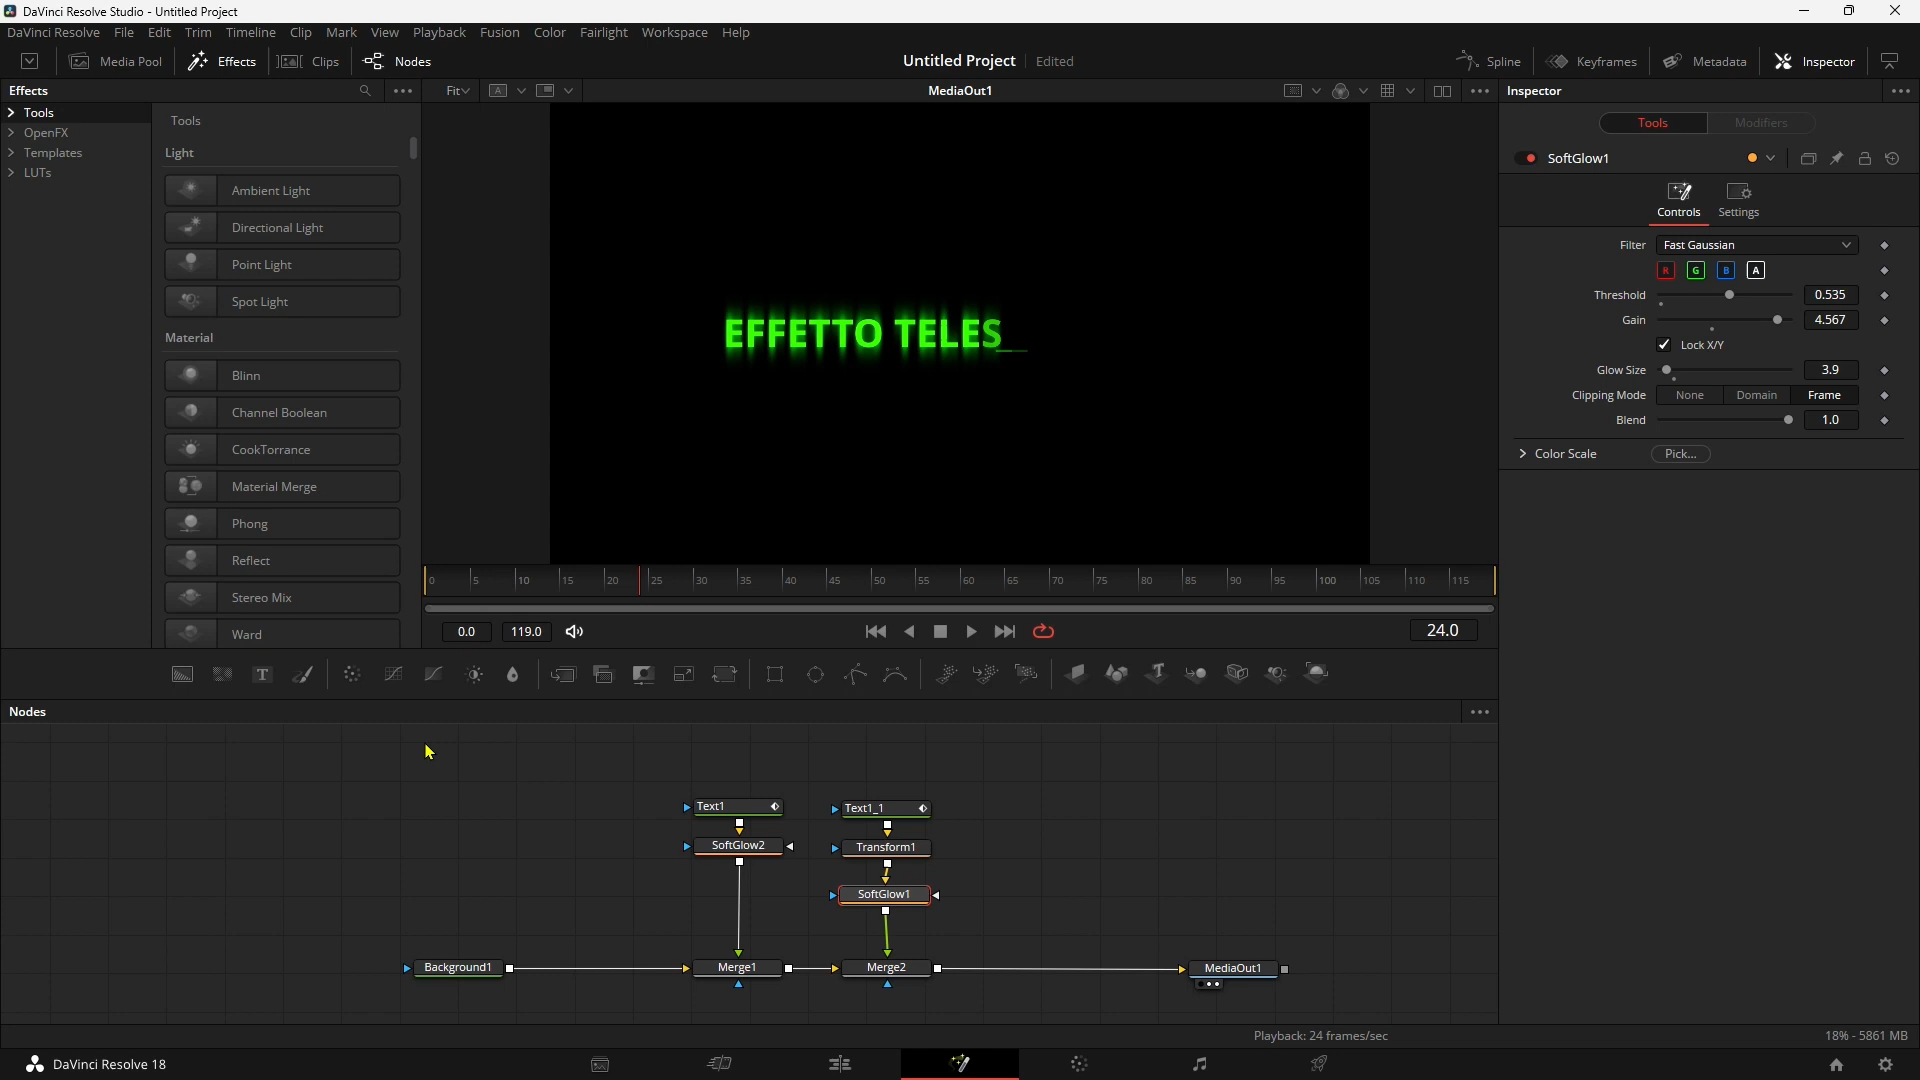 DaVinci Resolve Studio - Untitled Project
DaVinci Resolve File Edit Trim Timeline Clip Mark View Playback Fusion Color Fairlight Workspace Help
Media Pool Effects Clips Nodes Untitled Project Edited Spline Keyframes Metadata Inspector
Effects Fit A MediaOut1 Inspector
Tools
OpenFX
Templates
LUTs
Tools
Light
Ambient Light
Directional Light
Point Light
Spot Light
Material
Blinn
Channel Boolean
CookTorrance
Material Merge
Phong
Reflect
Stereo Mix
Ward
EFFETTO TELES_
0 5 10 15 20 25 30 35 40 45 50 55 60 65 70 75 80 85 90 95 100 105 110 115
0.0 119.0 24.0
Tools Modifiers
SoftGlow1
Controls Settings
Filter Fast Gaussian
R G B A
Threshold 0.535
Gain 4.567
Lock X/Y
Glow Size 3.9
Clipping Mode None Domain Frame
Blend 1.0
Color Scale Pick...
T T
Nodes
Text1 Text1_1
SoftGlow2 Transform1
SoftGlow1
Background1 Merge1 Merge2 MediaOut1
Playback: 24 frames/sec 18% - 5861 MB
DaVinci Resolve 18